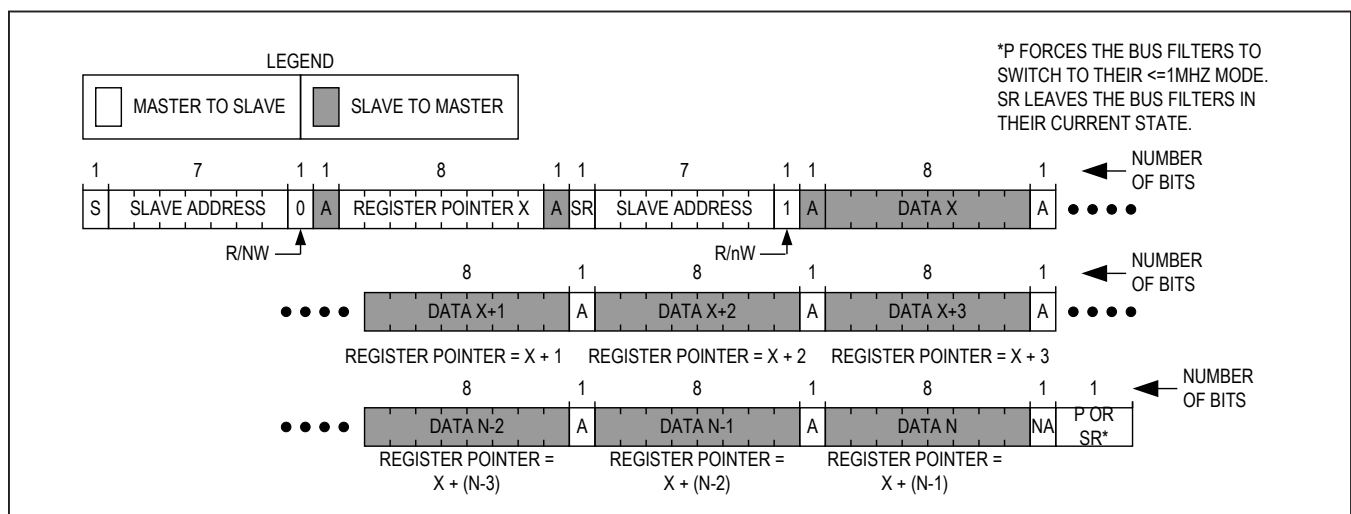 LEGEND
MASTER TO SLAVE
SLAVE TO MASTER
*P FORCES THE BUS FILTERS TO
SWITCH TO THEIR <=1MHZ MODE.
SR LEAVES THE BUS FILTERS IN
THEIR CURRENT STATE.
1 7 1 1 8 1 1 7 1 1 8 1 NUMBER
OF BITS
S SLAVE ADDRESS 0 A REGISTER POINTER X A SR SLAVE ADDRESS 1 A DATA X A
R/NW R/nW
8 1 8 1 8 1 NUMBER
OF BITS
DATA X+1 A DATA X+2 A DATA X+3 A
REGISTER POINTER = X + 1 REGISTER POINTER = X + 2 REGISTER POINTER = X + 3
8 1 8 1 8 1 1 NUMBER
OF BITS
DATA N-2 A DATA N-1 A DATA N NA P OR
SR*
REGISTER POINTER = REGISTER POINTER = REGISTER POINTER =
X + (N-3) X + (N-2) X + (N-1)